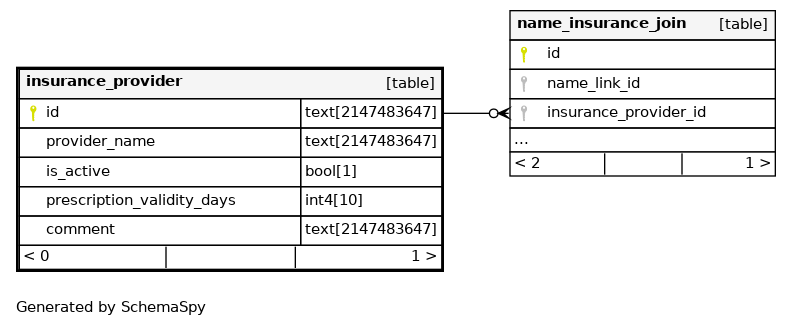 name_insurance_join [table]
id
name_link_id
insurance_provider_id
...
< 2 1 >
insurance_provider [table]
id text[2147483647]
provider_name text[2147483647]
is_active bool[1]
prescription_validity_days int4[10]
comment text[2147483647]
< 0 1 >
Generated by SchemaSpy